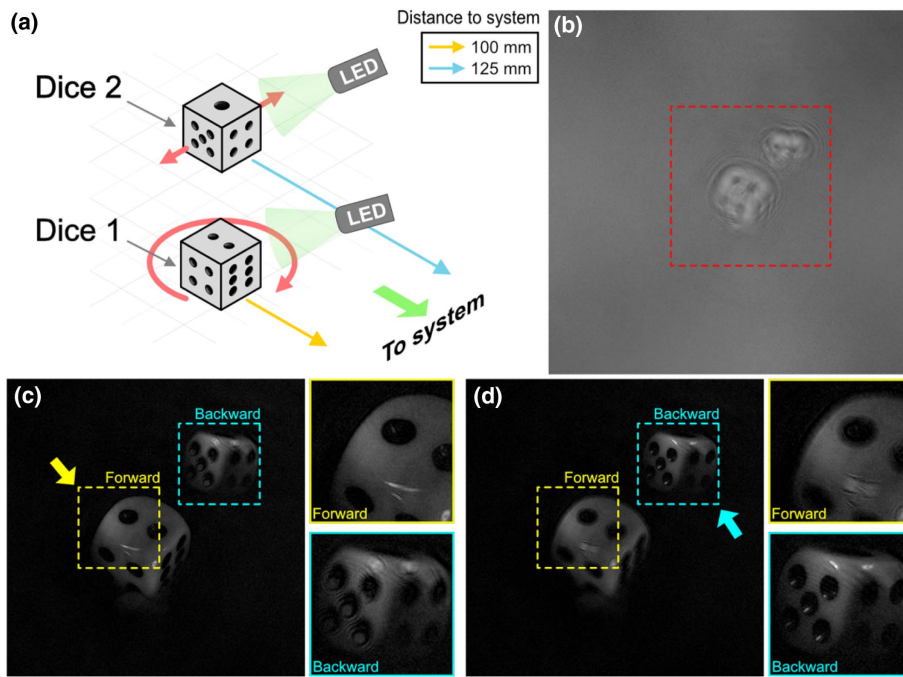 (a)
Dice 2
LED
Distance to system
100 mm
125 mm
Dice 1
LED
To system
(b)
(c)
Backward
Forward
Forward
Backward
(d)
Backward
Forward
Forward
Backward